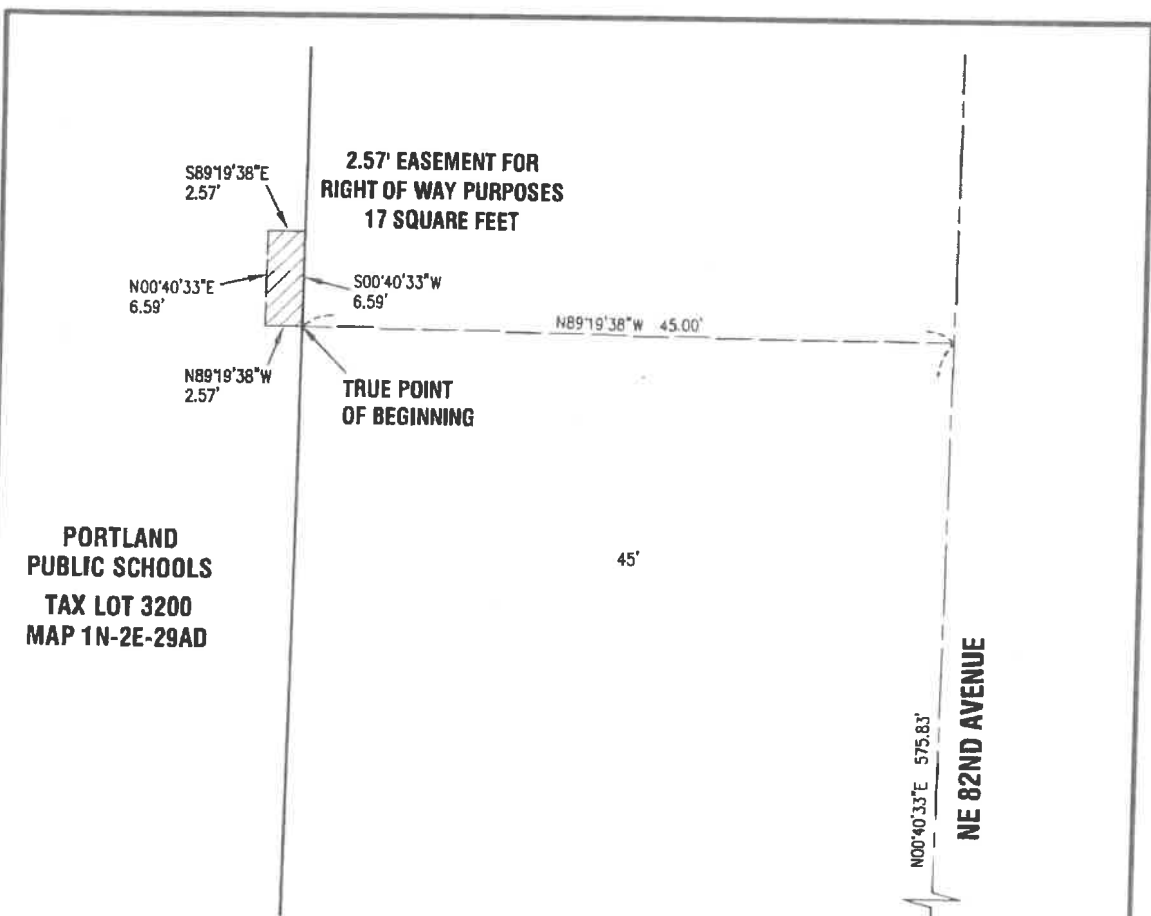 S89°19'38"E
2.57'
2.57' EASEMENT FOR
RIGHT OF WAY PURPOSES
17 SQUARE FEET
N00°40'33"E
6.59'
S00°40'33"W
6.59'
N89°19'38"W 45.00'
N89°19'38"W
2.57'
TRUE POINT
OF BEGINNING
PORTLAND
PUBLIC SCHOOLS
TAX LOT 3200
MAP 1N-2E-29AD
45'
N00°40'33"E 575.83'
NE 82ND AVENUE